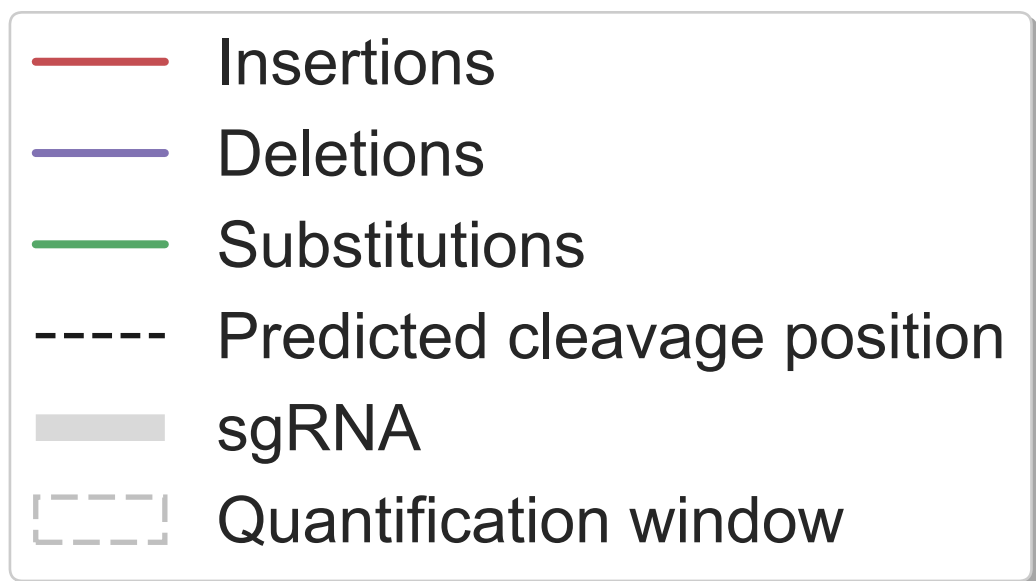 Insertions
Deletions
Substitutions
Predicted cleavage position
sgRNA
Quantification window